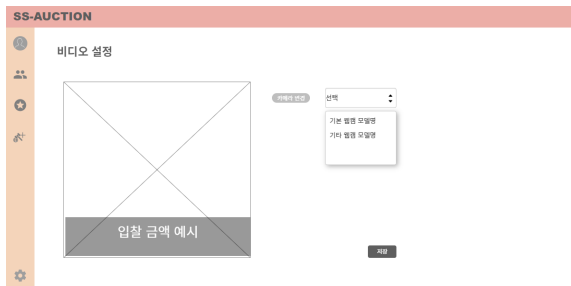 SS-AUCTION
비디오 설정
카메라 변경
선택
기본 웹캠 모델명
기타 웹캠 모델명
입찰 금액 예시
저장